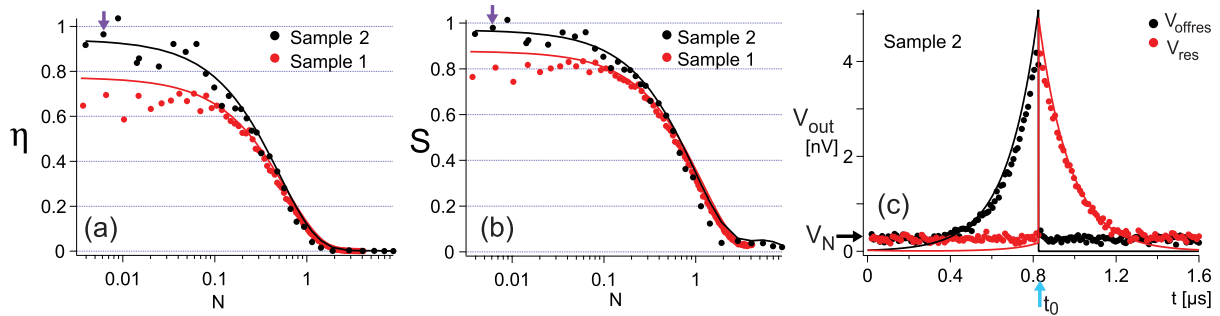 1
0.8
0.6
0.4
0.2
0
η
Sample 2
Sample 1
(a)
0.01
0.1
1
N
1
0.8
0.6
0.4
0.2
0
S
Sample 2
Sample 1
(b)
0.01
0.1
1
N
4
2
0
V_out
[nV]
V_N
Sample 2
V_offres
V_res
(c)
0
0.4
0.8
1.2
1.6
t_0
t [µs]